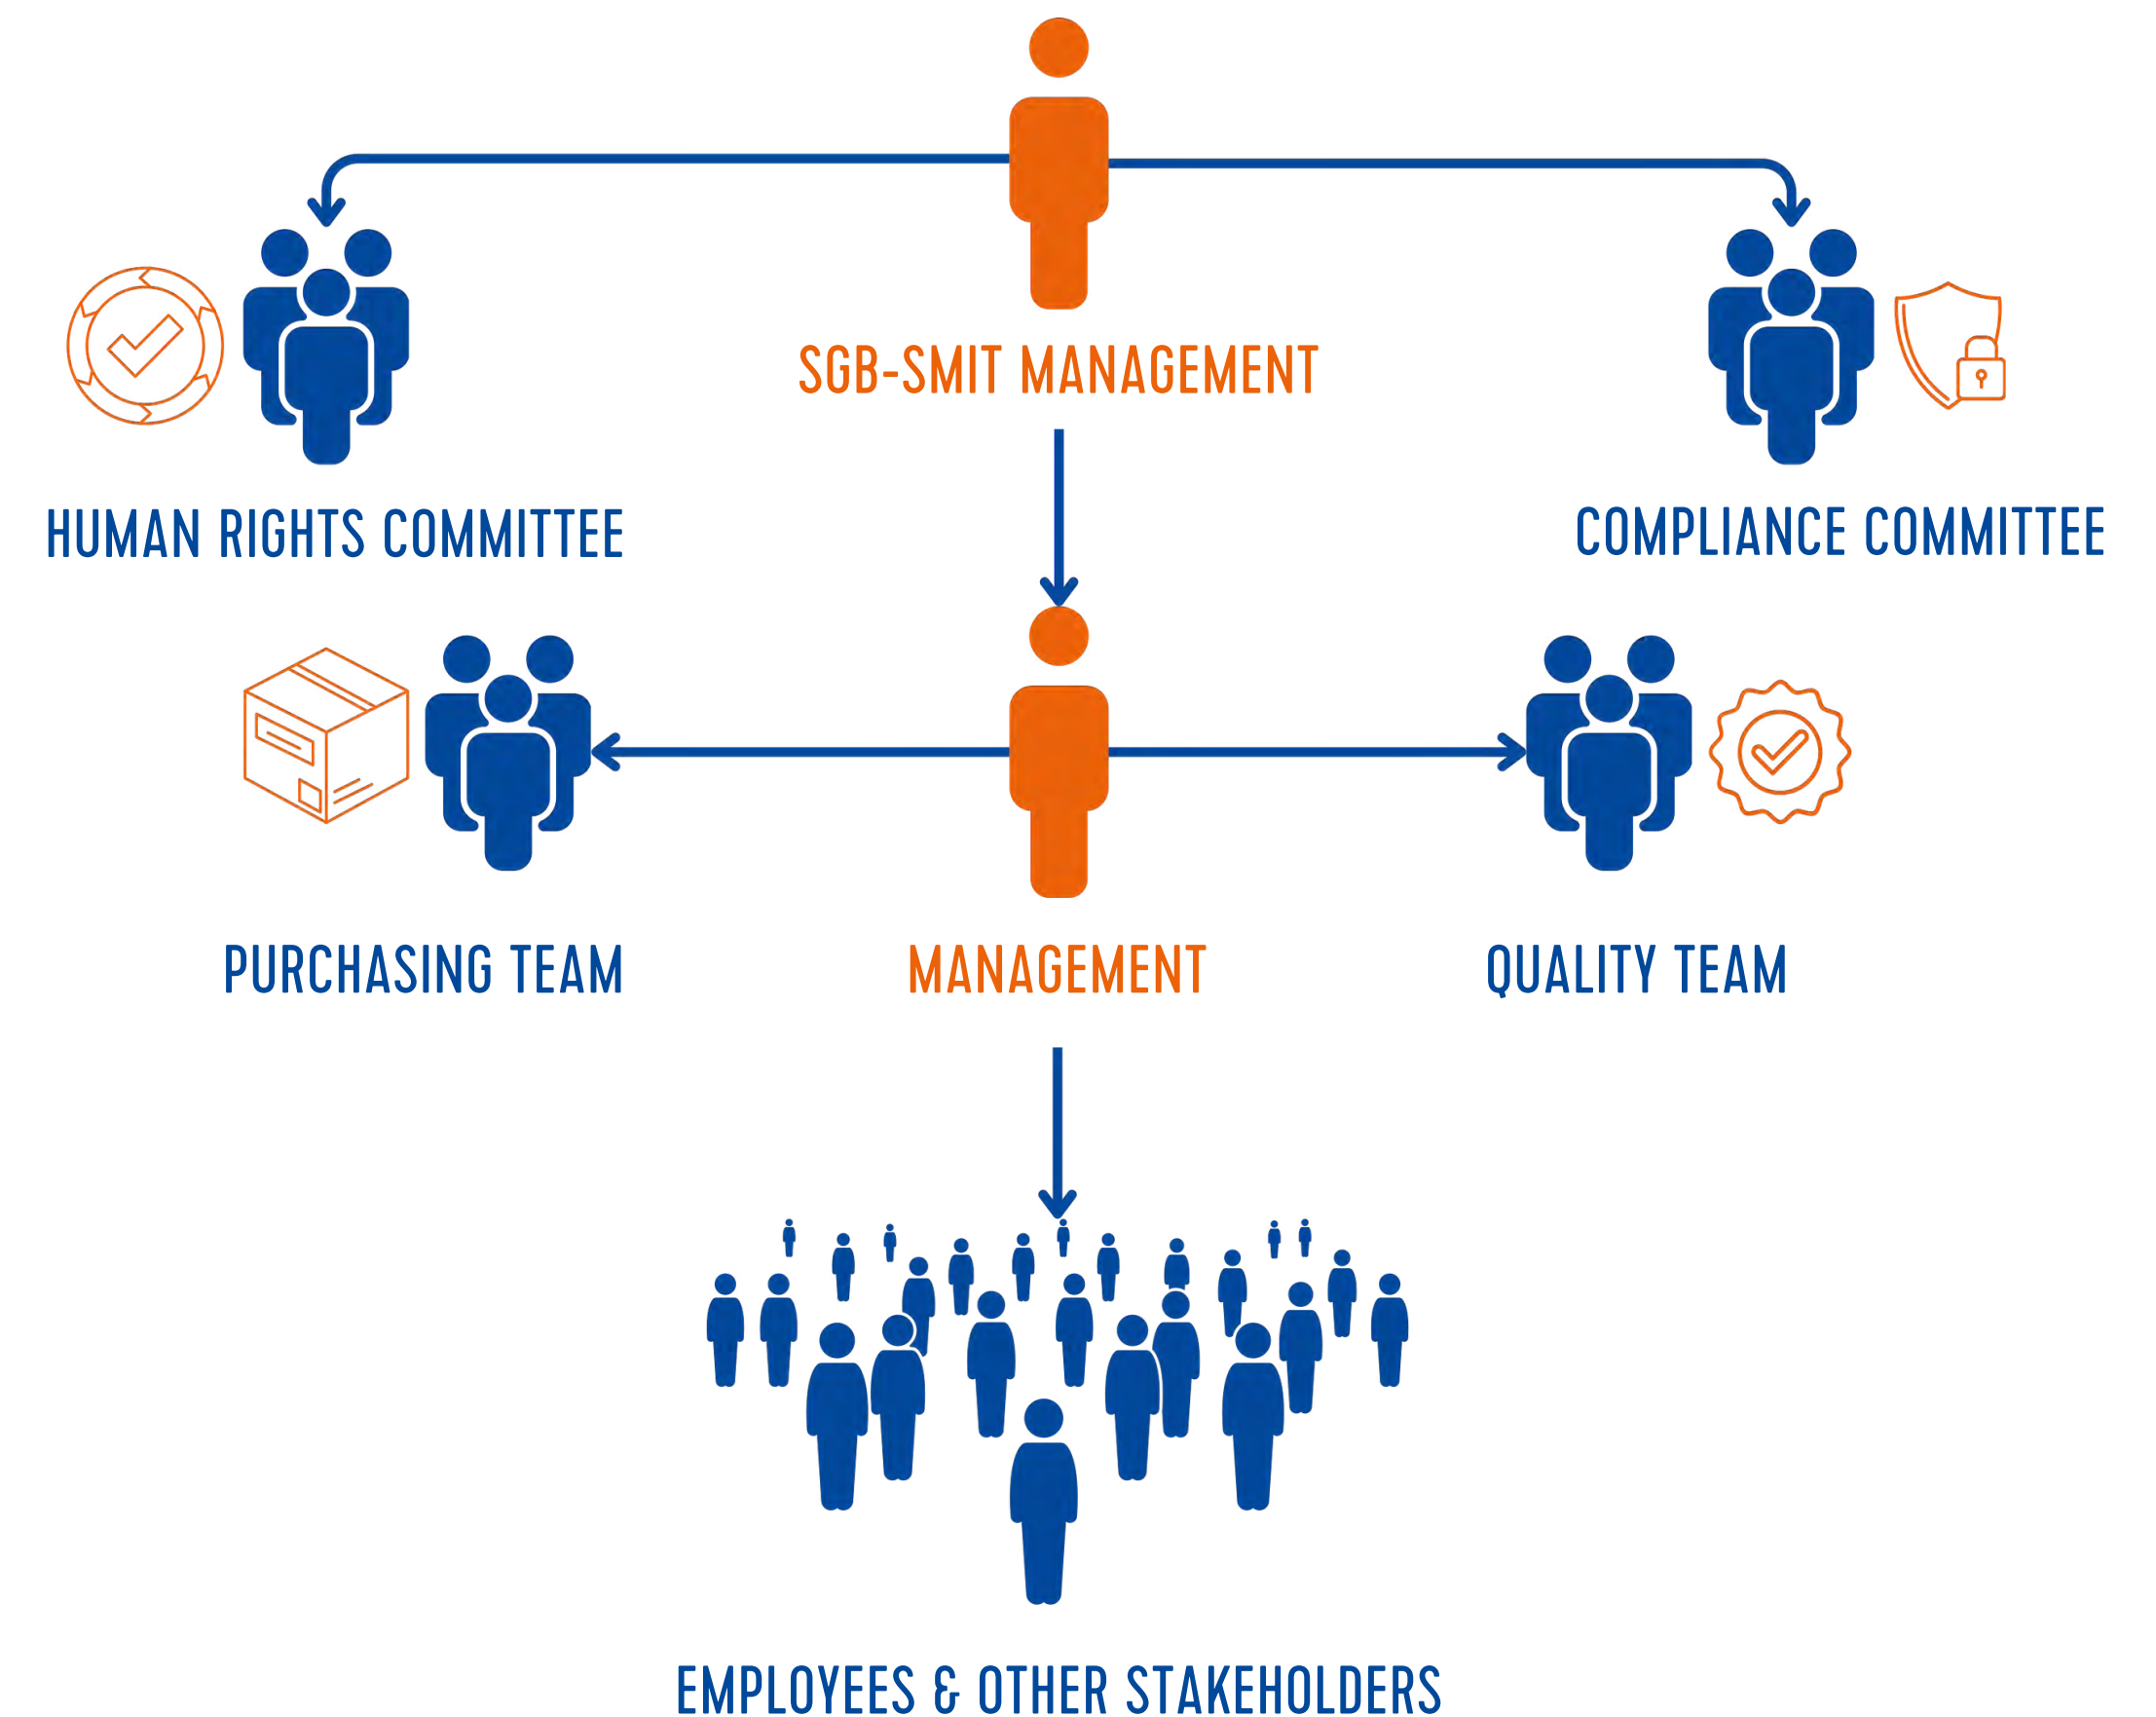 SGB-SMIT MANAGEMENT
HUMAN RIGHTS COMMITTEE
COMPLIANCE COMMITTEE
PURCHASING TEAM
MANAGEMENT
QUALITY TEAM
EMPLOYEES & OTHER STAKEHOLDERS